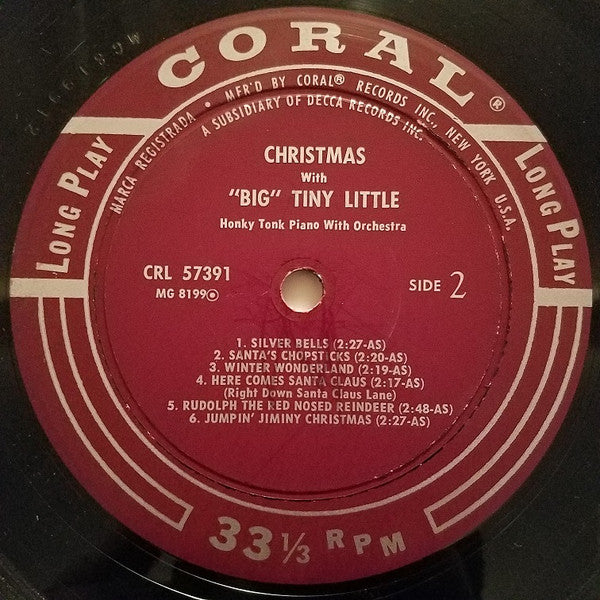 CORAL®
MARCA REGISTRADA • MFR'D BY CORAL® RECORDS INC., NEW YORK U.S.A.
A SUBSIDIARY OF DECCA RECORDS INC.
LONG PLAY
LONG PLAY
CHRISTMAS
With
"BIG" TINY LITTLE
Honky Tonk Piano With Orchestra
CRL 57391
MG 8199
SIDE 2
1. SILVER BELLS (2:27-AS)
2. SANTA'S CHOPSTICKS (2:20-AS)
3. WINTER WONDERLAND (2:19-AS)
4. HERE COMES SANTA CLAUS (2:17-AS)
(Right Down Santa Claus Lane)
5. RUDOLPH THE RED NOSED REINDEER (2:48-AS)
6. JUMPIN' JIMINY CHRISTMAS (2:27-AS)
33 1/3 RPM